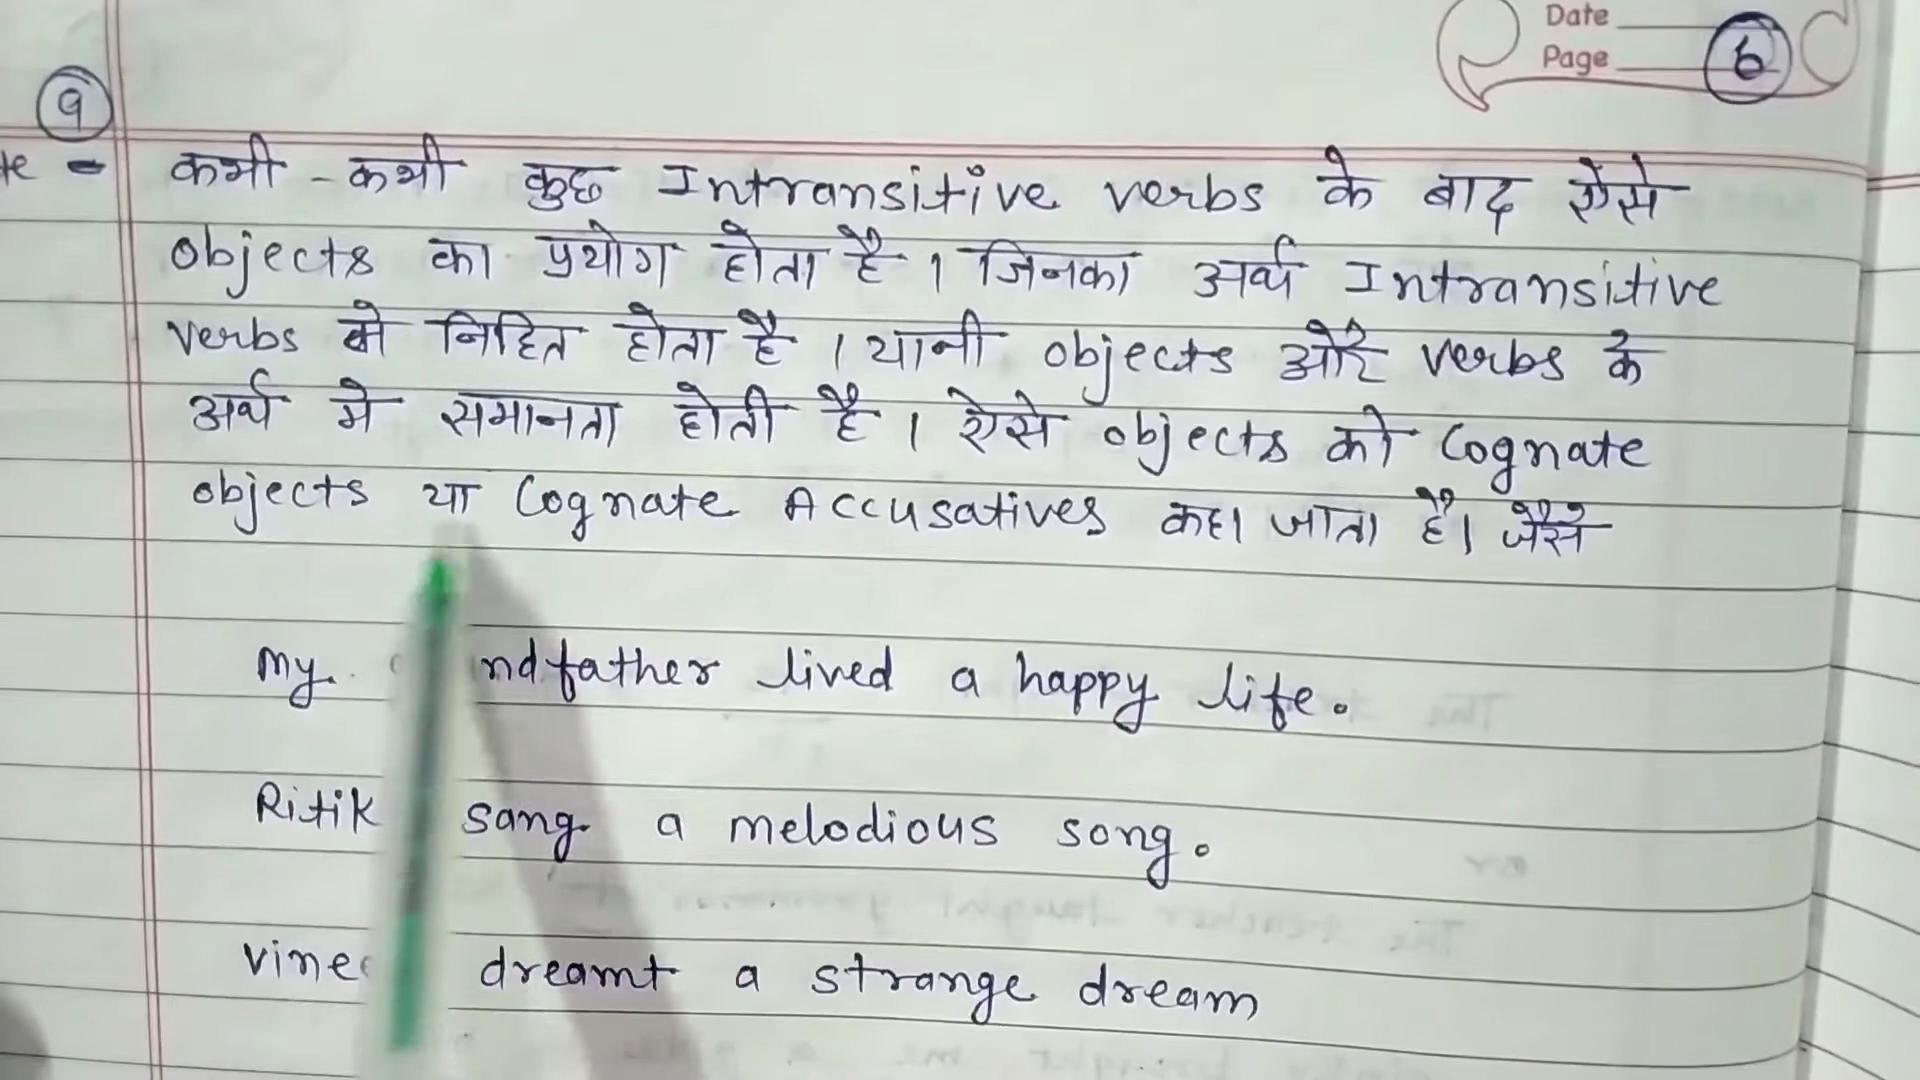 Date
Page 6
9
कभी - कभी कुछ Intransitive verbs के बाद ऐसे
objects का प्रयोग होता है । जिनका अर्थ Intransitive
verbs मे निहित होता है । यानी objects और verbs के
अर्थ मे समानता होती है । ऐसे objects को Cognate
objects या Cognate Accusatives कहा जाता है। जैसे
My lived a happy life.
Ritik sang a melodious song.
dreamt a strange dream